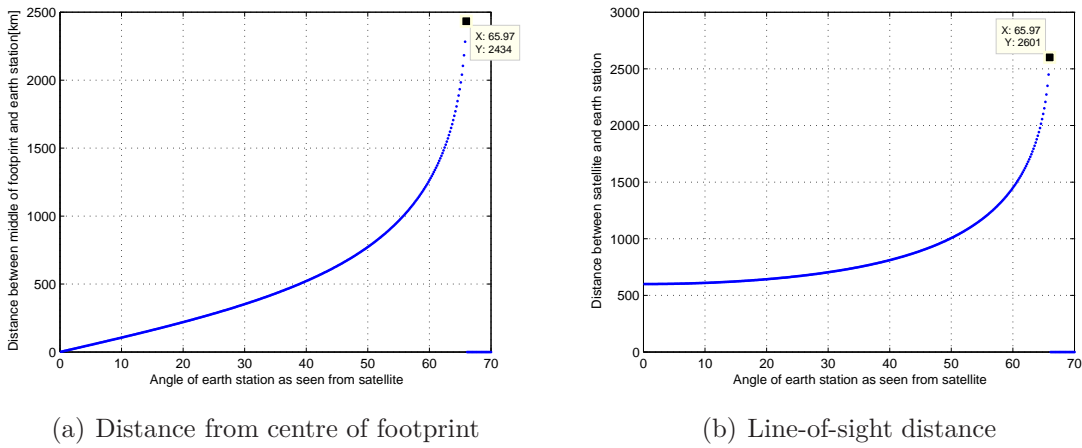 2500
2000
1500
1000
500
0
Distance between middle of footprint and earth station[km]
X: 65.97
Y: 2434
0 10 20 30 40 50 60 70
Angle of earth station as seen from satellite
(a) Distance from centre of footprint
3000
2500
2000
1500
1000
500
0
Distance between satellite and earth station
X: 65.97
Y: 2601
0 10 20 30 40 50 60 70
Angle of earth station as seen from satellite
(b) Line-of-sight distance